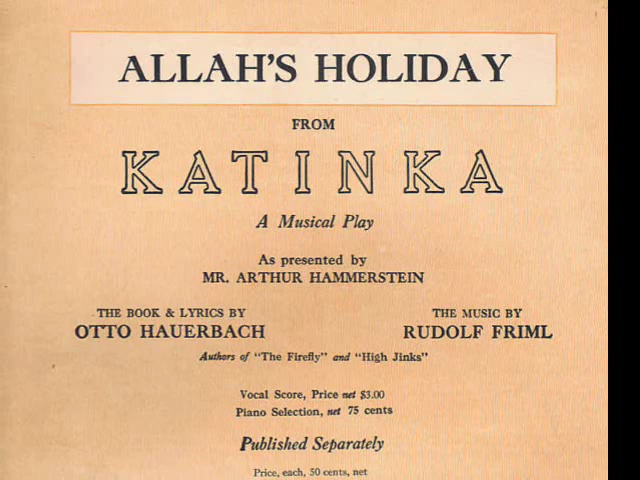 ALLAH'S HOLIDAY
FROM
KATINKA
A Musical Play
As presented by
MR. ARTHUR HAMMERSTEIN
THE BOOK & LYRICS BY
OTTO HAUERBACH
THE MUSIC BY
RUDOLF FRIML
Authors of "The Firefly" and "High Jinks"
Vocal Score, Price net $3.00
Piano Selection, net 75 cents
Published Separately
Price, each, 50 cents, net